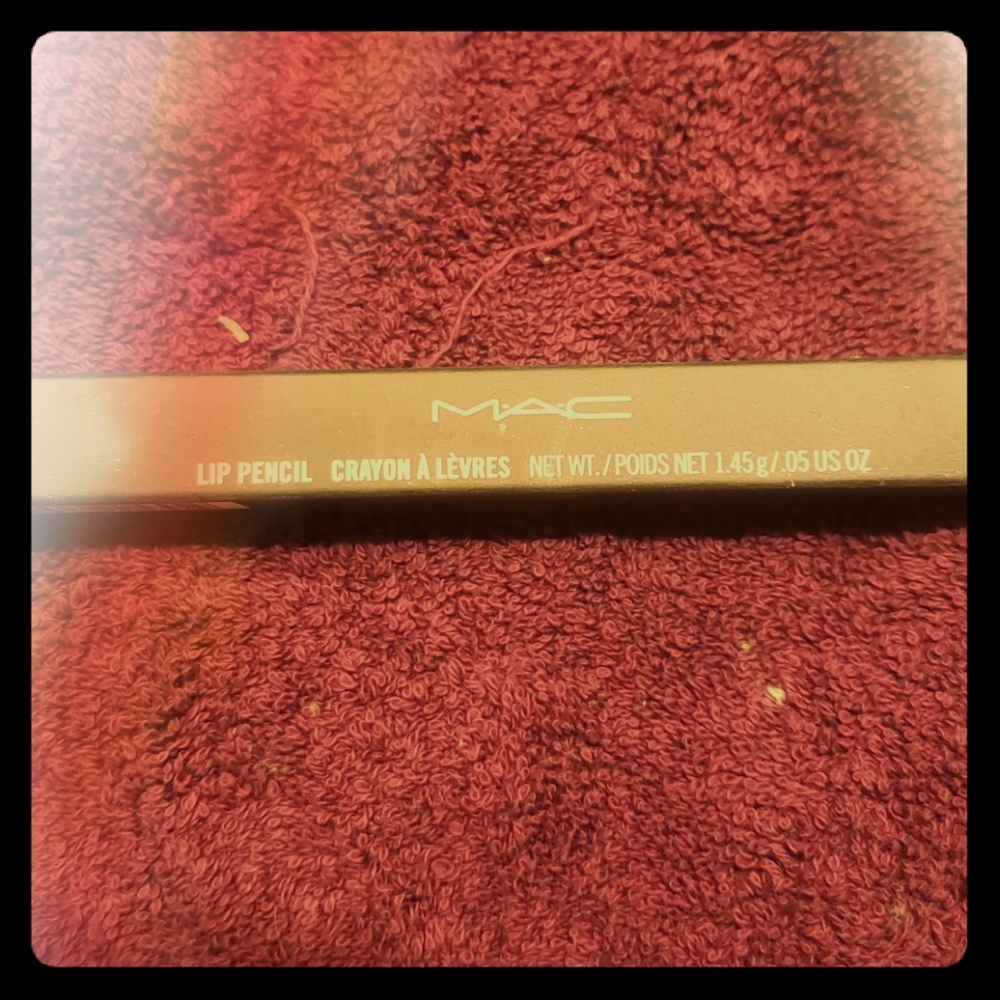 MAC
LIP PENCIL CRAYON À LÈVRES NET WT. / POIDS NET 1.45 g / .05 US OZ